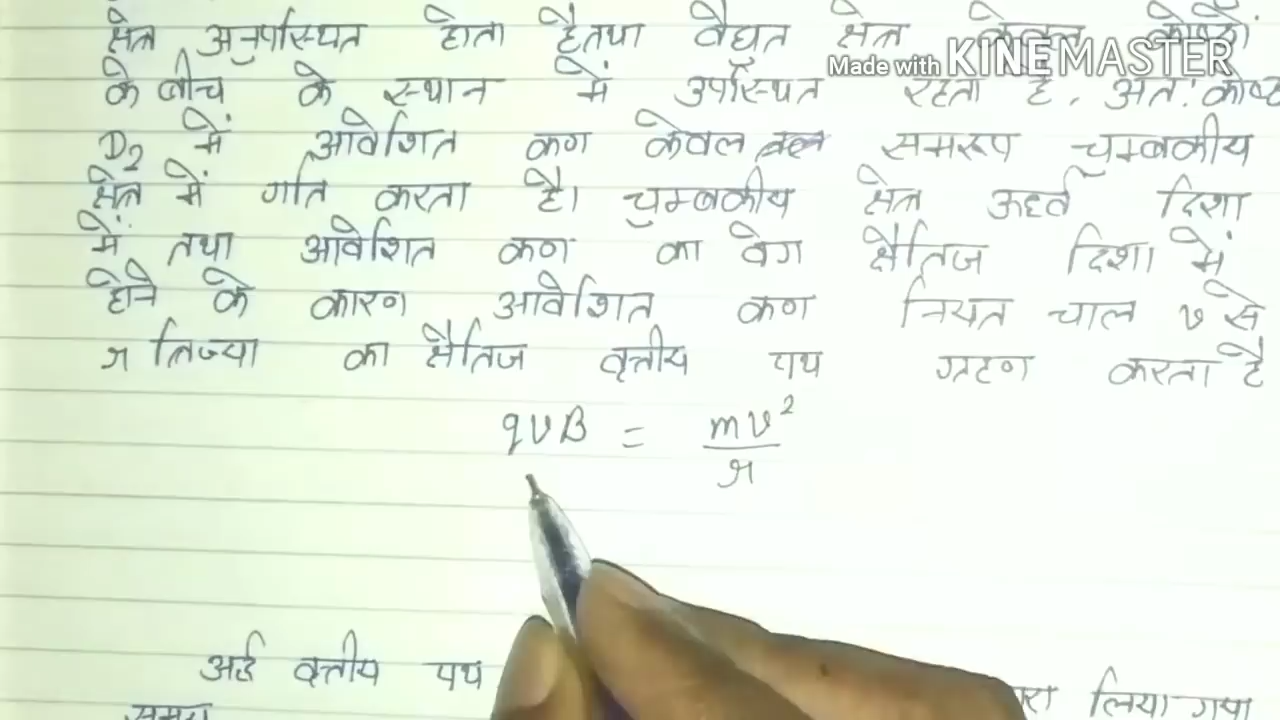 क्षेत्र अनुपस्थित होता है तथा वैद्युत क्षेत्र केवल कोष्ठों
Made with KINEMASTER
के बीच के स्थान में उपस्थित रहता है, अतः कोष्ठ
D2 में आवेशित कण केवल समरूप चुम्बकीय
क्षेत्र में गति करता है। चुम्बकीय क्षेत्र ऊर्ध्व दिशा
में तथा आवेशित कण का वेग क्षैतिज दिशा में
होने के कारण आवेशित कण नियत चाल v से
r त्रिज्या का क्षैतिज वृत्तीय पथ ग्रहण करता है
qvB = mv²/r
अर्द्ध वृत्तीय पथ लिया गया
समय